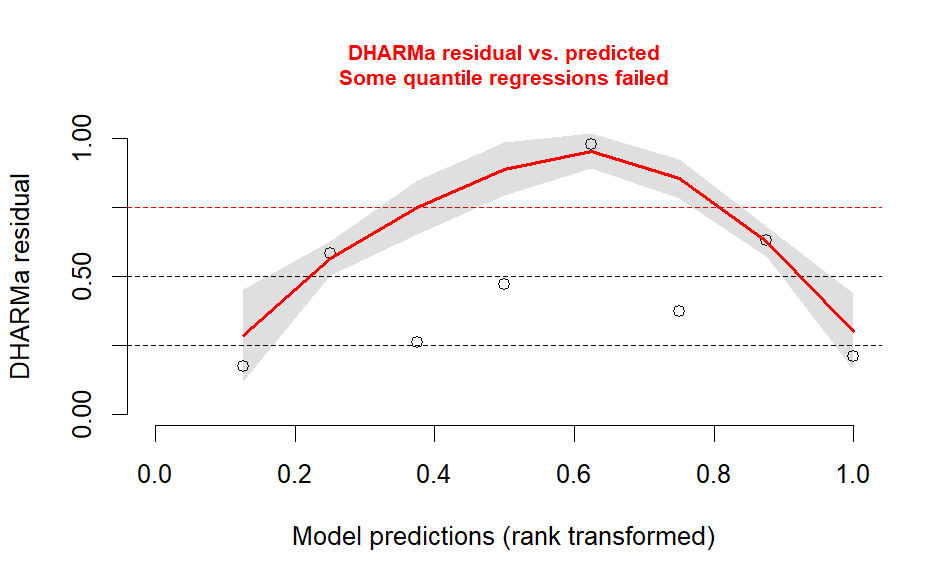 DHARMa residual vs. predicted
Some quantile regressions failed
1.00
0.50
0.00
DHARMa residual
0.0 0.2 0.4 0.6 0.8 1.0
Model predictions (rank transformed)